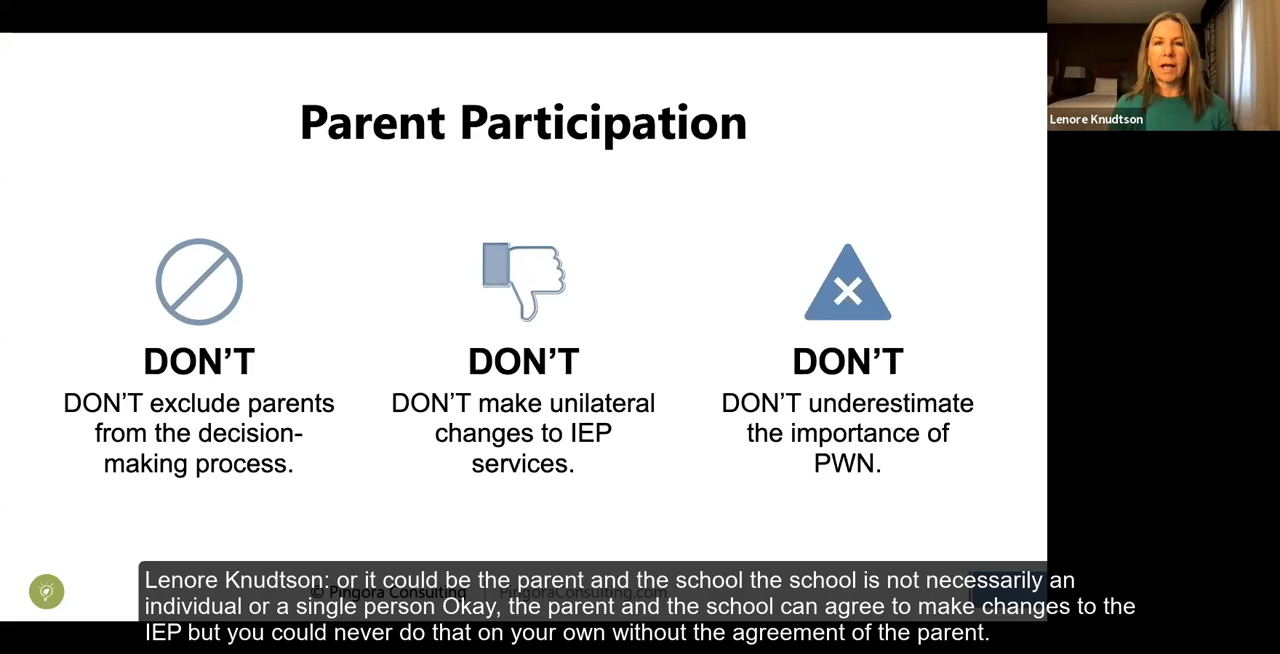 Parent Participation
Lenore Knudtson
DON'T
DON'T exclude parents
from the decision-
making process.
DON'T
DON'T make unilateral
changes to IEP
services.
DON'T
DON'T underestimate
the importance of
PWN.
Lenore Knudtson: or it could be the parent and the school the school is not necessarily an
individual or a single person Okay, the parent and the school can agree to make changes to the
IEP but you could never do that on your own without the agreement of the parent.
© Pingora Consulting | PingoraConsulting.com